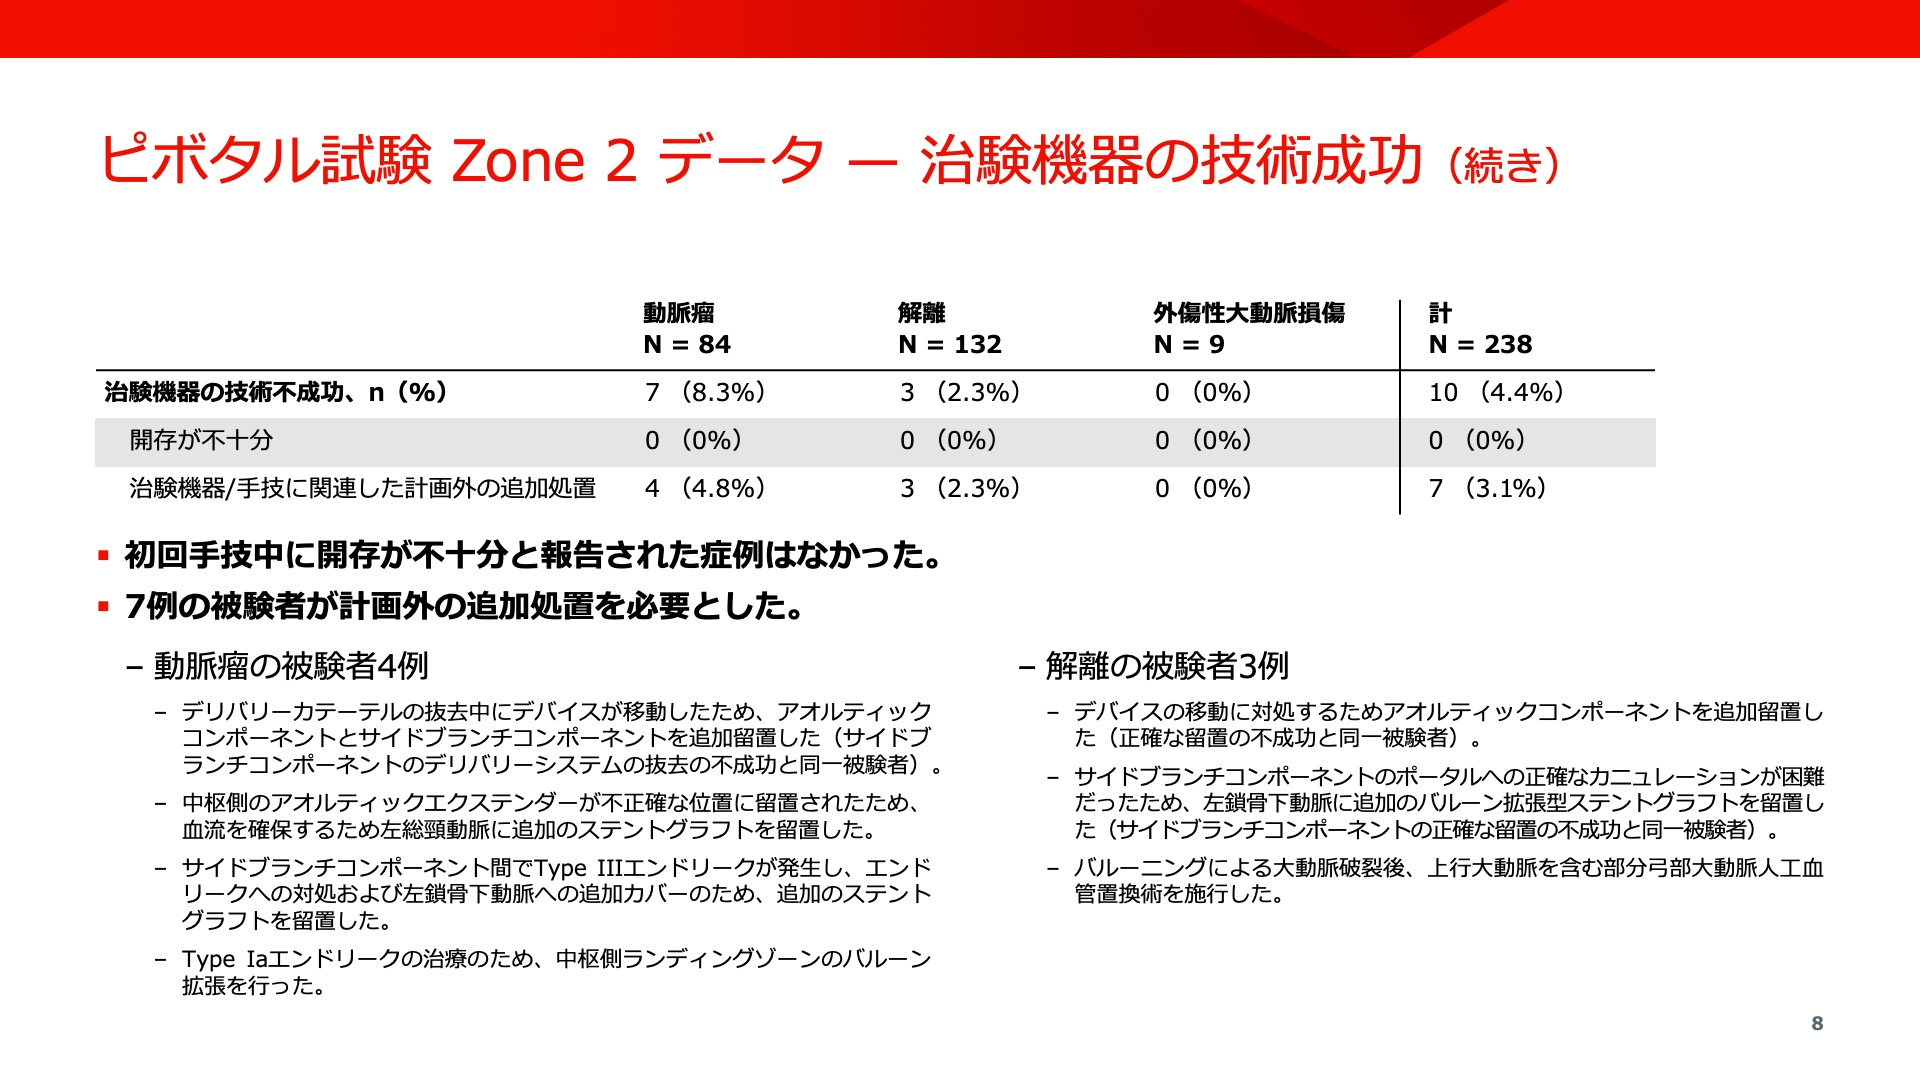 ピボタル試験 Zone 2 データ ー 治験機器の技術成功（続き）
動脈瘤 解離 外傷性大動脈損傷 計
N = 84 N = 132 N = 9 N = 238
治験機器の技術不成功、n（%） 7 （8.3%） 3 （2.3%） 0 （0%） 10 （4.4%）
開存が不十分 0 （0%） 0 （0%） 0 （0%） 0 （0%）
治験機器/手技に関連した計画外の追加処置 4 （4.8%） 3 （2.3%） 0 （0%） 7 （3.1%）
▪ 初回手技中に開存が不十分と報告された症例はなかった。
▪ 7例の被験者が計画外の追加処置を必要とした。
– 動脈瘤の被験者4例
– デリバリーカテーテルの抜去中にデバイスが移動したため、アオルティック
コンポーネントとサイドブランチコンポーネントを追加留置した（サイドブ
ランチコンポーネントのデリバリーシステムの抜去の不成功と同一被験者）。
– 中枢側のアオルティックエクステンダーが不正確な位置に留置されたため、
血流を確保するため左総頸動脈に追加のステントグラフトを留置した。
– サイドブランチコンポーネント間でType IIIエンドリークが発生し、エンド
リークへの対処および左鎖骨下動脈への追加カバーのため、追加のステント
グラフトを留置した。
– Type Iaエンドリークの治療のため、中枢側ランディングゾーンのバルーン
拡張を行った。
– 解離の被験者3例
– デバイスの移動に対処するためアオルティックコンポーネントを追加留置し
た（正確な留置の不成功と同一被験者）。
– サイドブランチコンポーネントのポータルへの正確なカニュレーションが困難
だったため、左鎖骨下動脈に追加のバルーン拡張型ステントグラフトを留置し
た（サイドブランチコンポーネントの正確な留置の不成功と同一被験者）。
– バルーニングによる大動脈破裂後、上行大動脈を含む部分弓部大動脈人工血
管置換術を施行した。
8